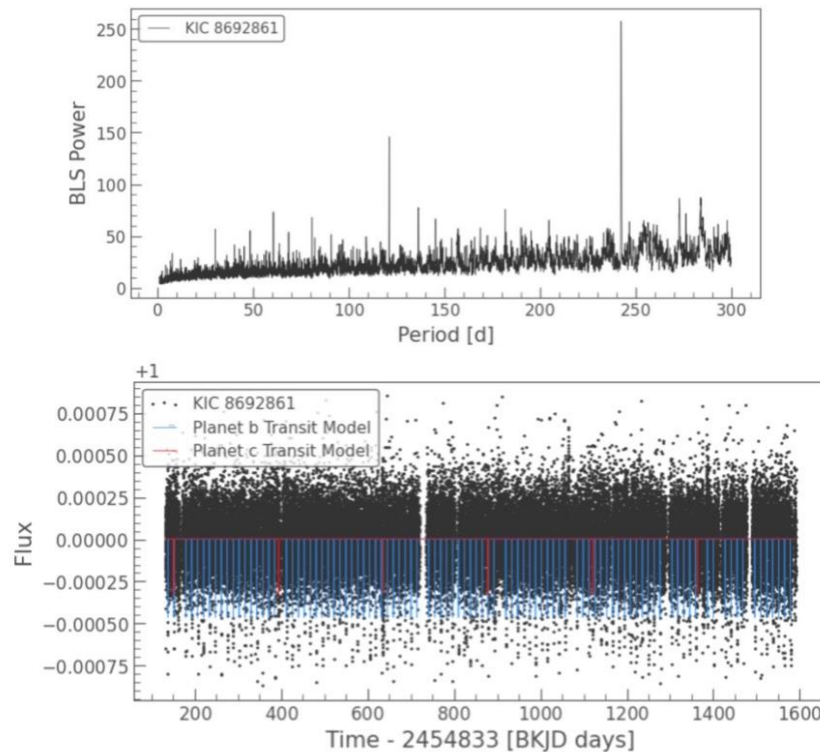 KIC 8692861
250
200
150
100
50
0
BLS Power
0 50 100 150 200 250 300
Period [d]
+1
KIC 8692861
Planet b Transit Model
Planet c Transit Model
0.00075
0.00050
0.00025
0.00000
−0.00025
−0.00050
−0.00075
Flux
200 400 600 800 1000 1200 1400 1600
Time - 2454833 [BKJD days]